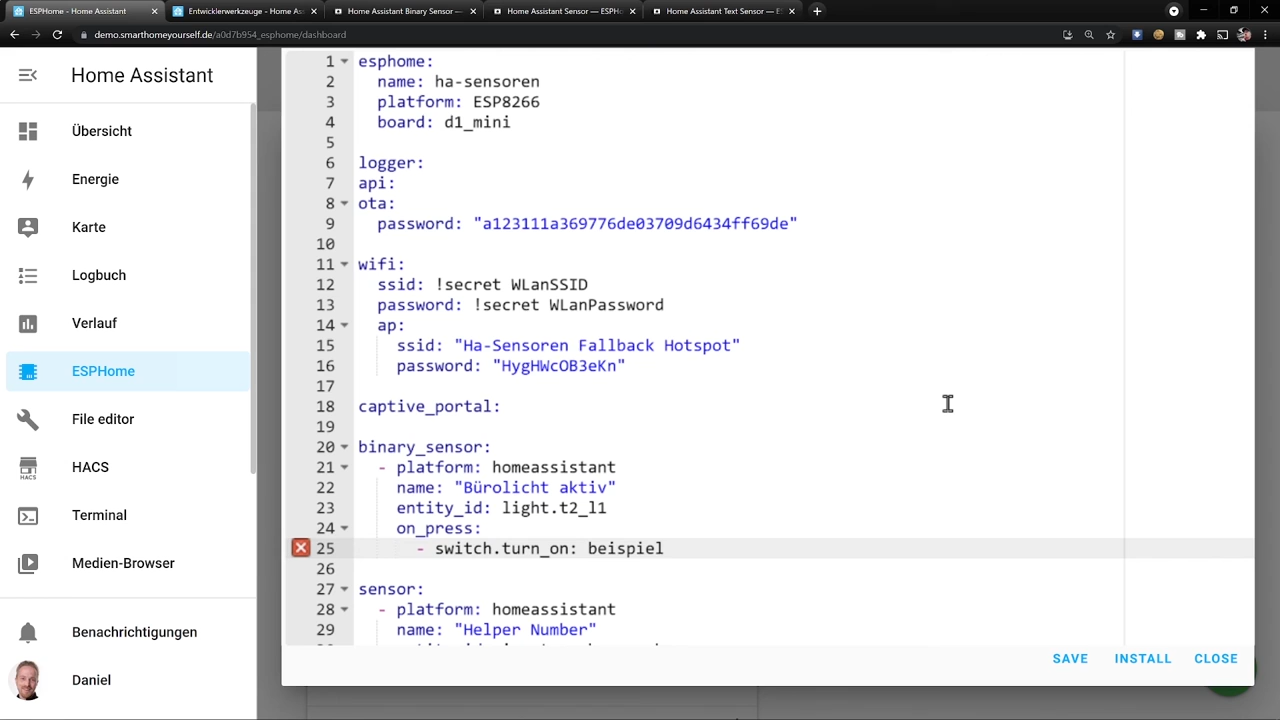 ESPHome - Home Assistant
Entwicklerwerkzeuge - Home Ass
Home Assistant Binary Sensor —
Home Assistant Sensor — ESPHo
Home Assistant Text Sensor — E
demo.smarthomeyourself.de/a0d7b954_esphome/dashboard
Home Assistant
Übersicht
Energie
Karte
Logbuch
Verlauf
ESPHome
File editor
HACS
HACS
Terminal
Medien-Browser
Benachrichtigungen
Daniel
1 esphome:
2 name: ha-sensoren
3 platform: ESP8266
4 board: d1_mini
5
6 logger:
7 api:
8 ota:
9 password: "a123111a369776de03709d6434ff69de"
10
11 wifi:
12 ssid: !secret WLanSSID
13 password: !secret WLanPassword
14 ap:
15 ssid: "Ha-Sensoren Fallback Hotspot"
16 password: "HygHWcOB3eKn"
17
18 captive_portal:
19
20 binary_sensor:
21 - platform: homeassistant
22 name: "Bürolicht aktiv"
23 entity_id: light.t2_l1
24 on_press:
25 - switch.turn_on: beispiel
26
27 sensor:
28 - platform: homeassistant
29 name: "Helper Number"
SAVE
INSTALL
CLOSE